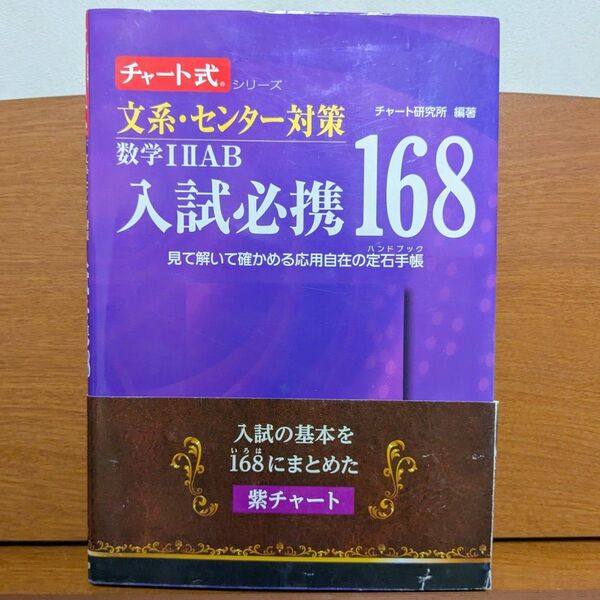 チャート式®シリーズ
チャート研究所 編著
文系・センター対策
数学ⅠⅡAB
入試必携168
ハンドブック
見て解いて確かめる応用自在の定石手帳
入試の基本を
いろは
168にまとめた
紫チャート